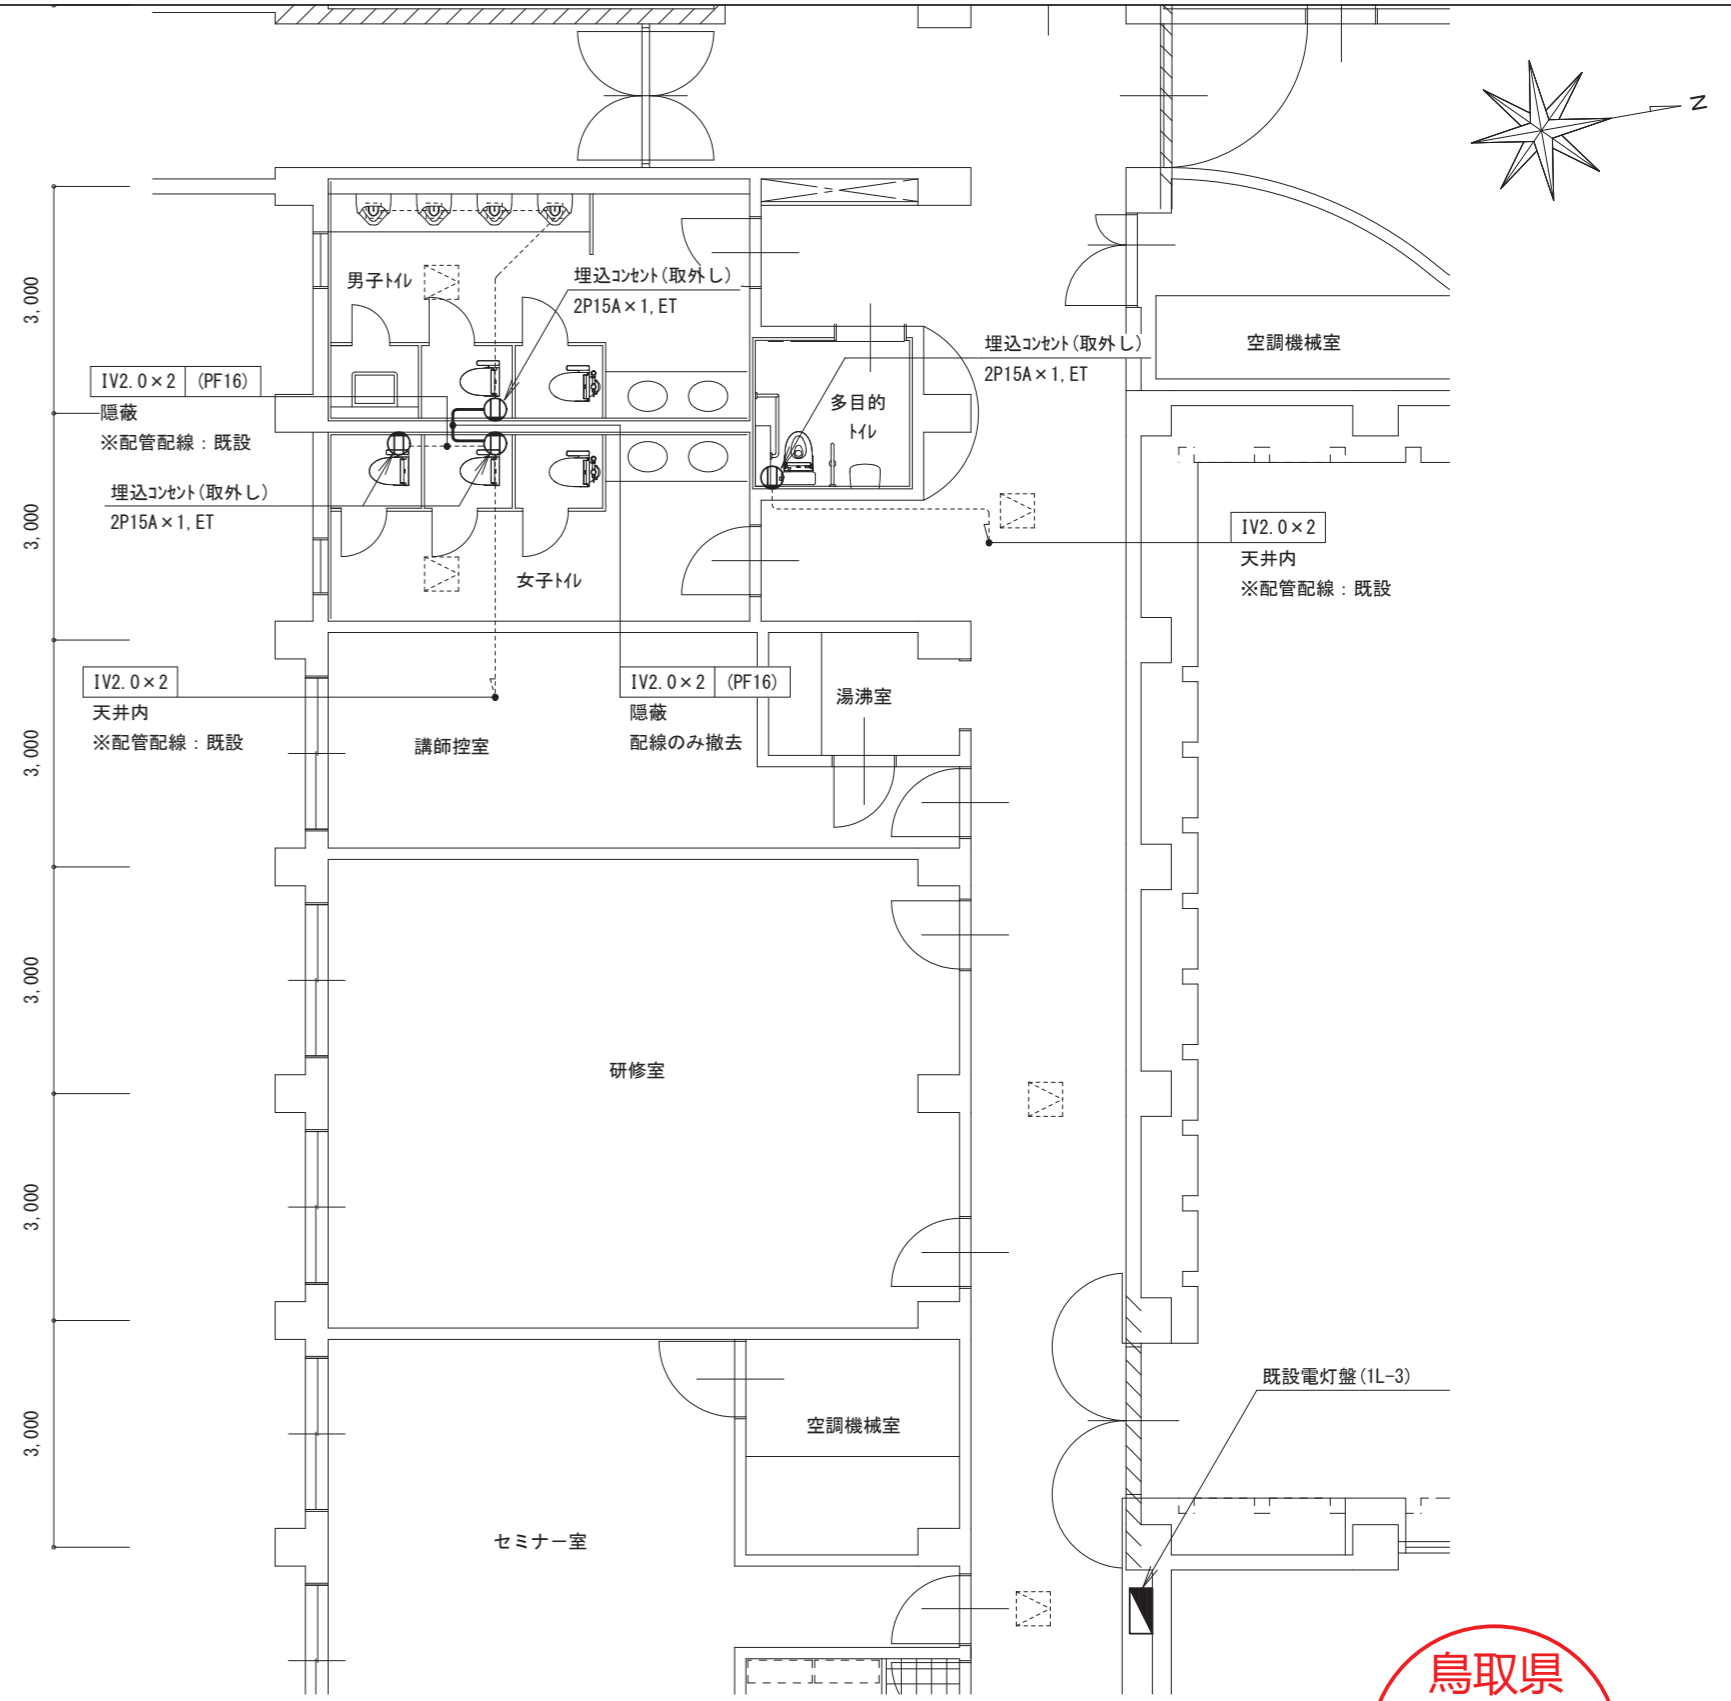 N
3,000
男子ﾄｲﾚ
埋込ｺﾝｾﾝﾄ(取外し)
2P15A×1,ET
埋込ｺﾝｾﾝﾄ(取外し)
2P15A×1,ET
空調機械室
IV2.0×2 (PF16)
隠蔽
※配管配線：既設
多目的
ﾄｲﾚ
埋込ｺﾝｾﾝﾄ(取外し)
2P15A×1,ET
3,000
女子ﾄｲﾚ
IV2.0×2
天井内
※配管配線：既設
IV2.0×2
天井内
※配管配線：既設
IV2.0×2 (PF16)
隠蔽
配線のみ撤去
湯沸室
講師控室
3,000
3,000
研修室
3,000
既設電灯盤(1L-3)
3,000
空調機械室
セミナー室
鳥取県